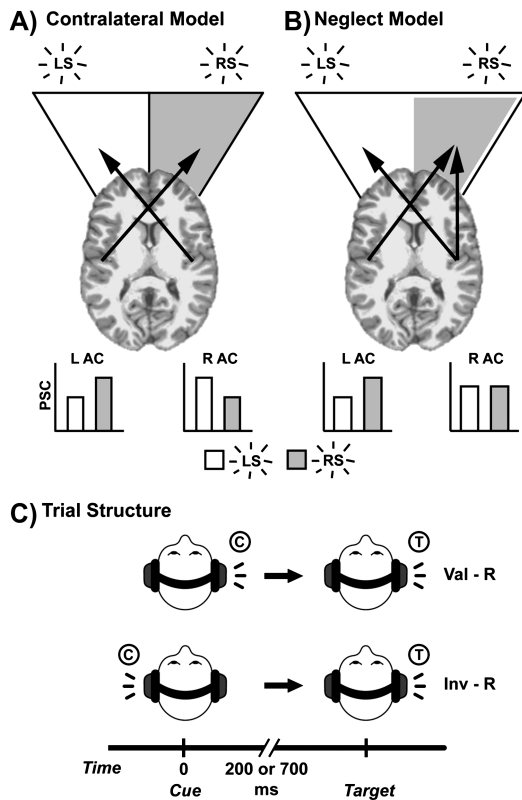 A) Contralateral Model
LS
RS
B) Neglect Model
LS
RS
L AC
R AC
PSC
L AC
R AC
LS
RS
C) Trial Structure
C
T
Val - R
C
T
Inv - R
Time
0
200 or 700
Cue
ms
Target